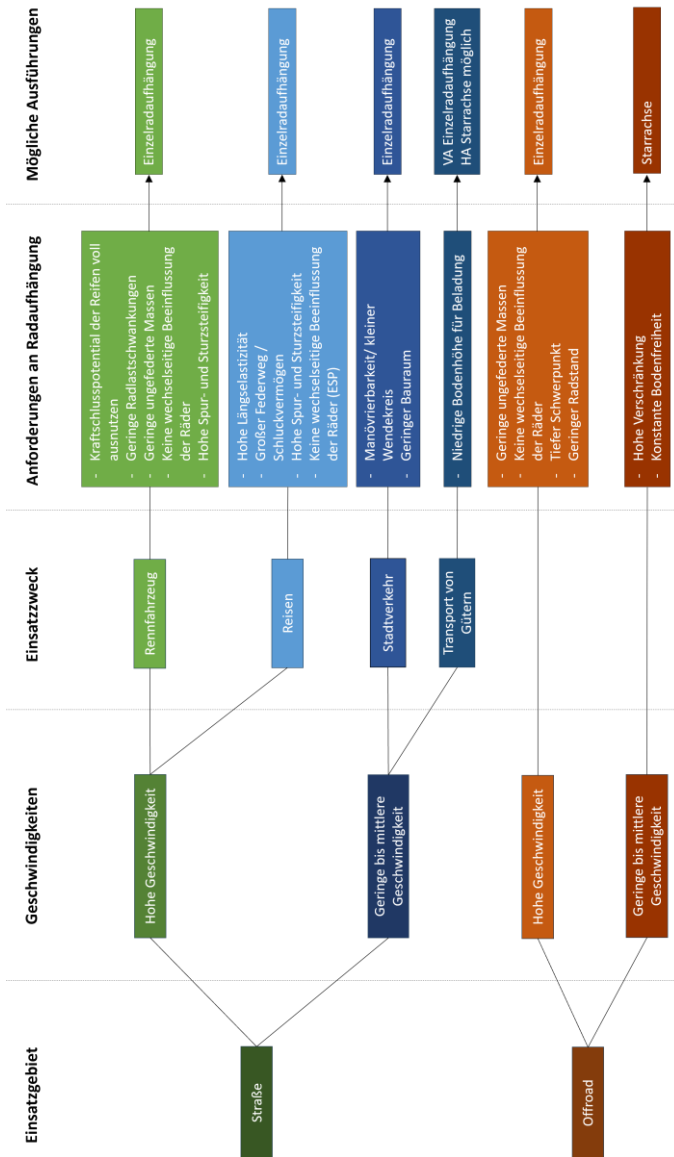 Einsatzgebiet
Geschwindigkeiten
Einsatzzweck
Anforderungen an Radaufhängung
Mögliche Ausführungen
Straße
Hohe Geschwindigkeit
Rennfahrzeug
- Kraftschlusspotential der Reifen voll
ausnutzen
- Geringe Radlastschwankungen
- Geringe ungefederte Massen
- Keine wechselseitige Beeinflussung
der Räder
- Hohe Spur- und Sturzsteifigkeit
Einzelradaufhängung
Reisen
- Hohe Längselastizität
- Großer Federweg /
Schluckvermögen
- Hohe Spur- und Sturzsteifigkeit
- Keine wechselseitige Beeinflussung
der Räder (ESP)
Einzelradaufhängung
Geringe bis mittlere
Geschwindigkeit
Stadtverkehr
- Manövrierbarkeit/ kleiner
Wendekreis
- Geringer Bauraum
Einzelradaufhängung
Transport von
Gütern
- Niedrige Bodenhöhe für Beladung
VA Einzelradaufhängung
HA Starrachse möglich
Offroad
Hohe Geschwindigkeit
- Geringe ungefederte Massen
- Keine wechselseitige Beeinflussung
der Räder
- Tiefer Schwerpunkt
- Geringer Radstand
Einzelradaufhängung
Geringe bis mittlere
Geschwindigkeit
- Hohe Verschränkung
- Konstante Bodenfreiheit
Starrachse